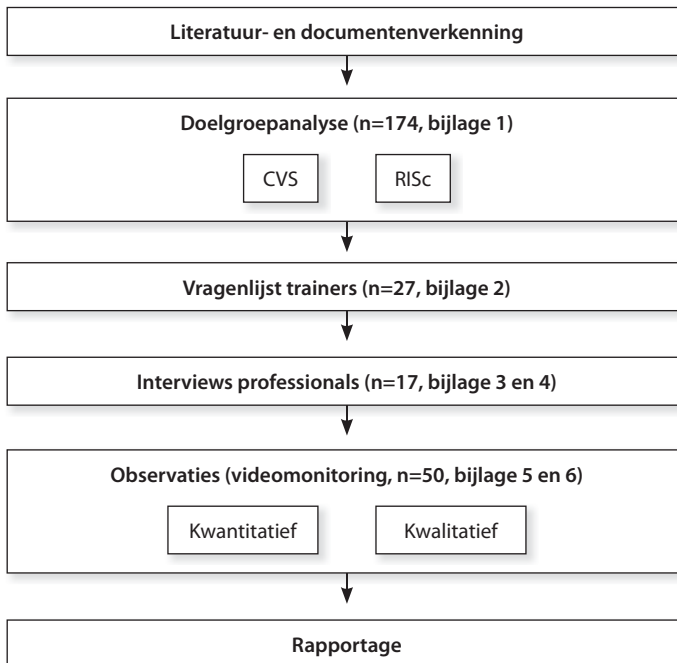 Literatuur- en documentenverkenning
Doelgroepanalyse (n=174, bijlage 1)
CVS
RISc
Vragenlijst trainers (n=27, bijlage 2)
Interviews professionals (n=17, bijlage 3 en 4)
Observaties (videomonitoring, n=50, bijlage 5 en 6)
Kwantitatief
Kwalitatief
Rapportage